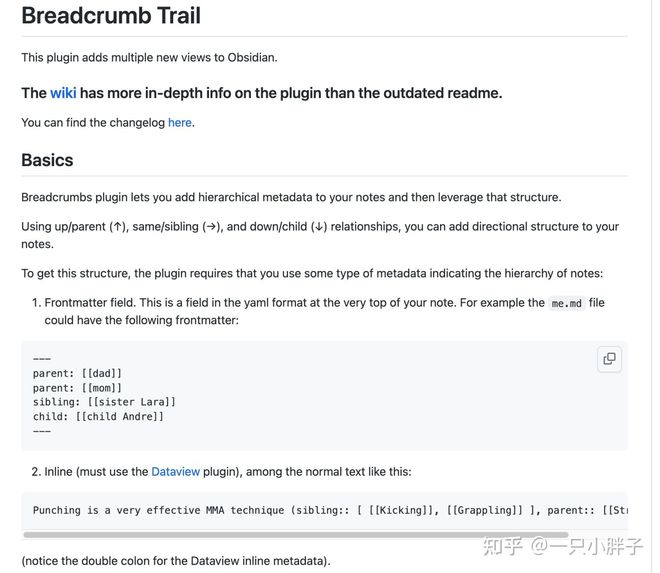 Breadcrumb Trail
This plugin adds multiple new views to Obsidian.
The wiki has more in-depth info on the plugin than the outdated readme.
You can find the changelog here.
Basics
Breadcrumbs plugin lets you add hierarchical metadata to your notes and then leverage that structure.
Using up/parent (↑), same/sibling (→), and down/child (↓) relationships, you can add directional structure to your
notes.
To get this structure, the plugin requires that you use some type of metadata indicating the hierarchy of notes:
1. Frontmatter field. This is a field in the yaml format at the very top of your note. For example the me.md file
could have the following frontmatter:
---
parent: [[dad]]
parent: [[mom]]
sibling: [[sister Lara]]
child: [[child Andre]]
---
2. Inline (must use the Dataview plugin), among the normal text like this:
Punching is a very effective MMA technique (sibling:: [ [[Kicking]], [[Grappling]] ], parent:: [[Str
(notice the double colon for the Dataview inline metadata).
知乎 @一只小胖子